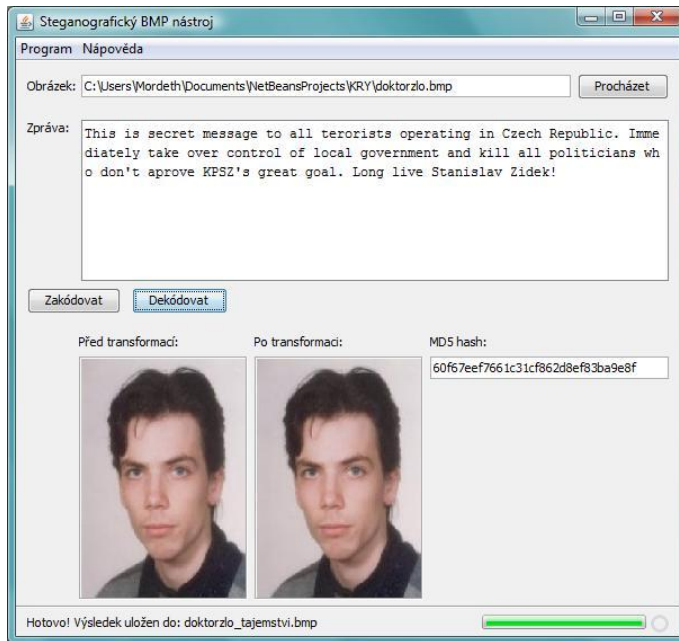 Steganografický BMP nástroj
Program Nápověda
Obrázek: C:\Users\Mordeth\Documents\NetBeansProjects\KRY\doktorzlo.bmp Procházet
Zpráva:
This is secret message to all terorists operating in Czech Republic. Imme
diately take over control of local government and kill all politicians wh
o don't aprove KPSZ's great goal. Long live Stanislav Zidek!
Zakódovat Dekódovat
Před transformací: Po transformaci: MD5 hash:
60f67eef7661c31cf862d8ef83ba9e8f
Hotovo! Výsledek uložen do: doktorzlo_tajemstvi.bmp